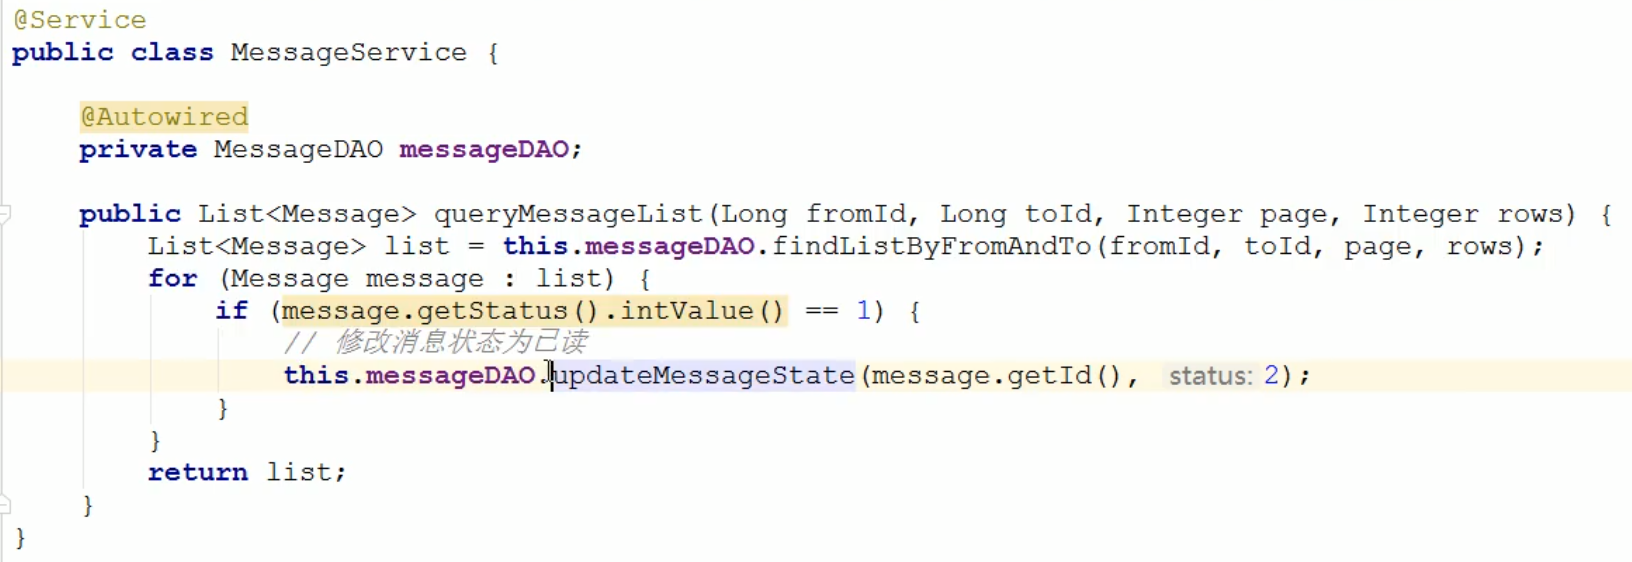 @Service
public class MessageService {
@Autowired
private MessageDAO messageDAO;
public List<Message> queryMessageList(Long fromId, Long toId, Integer page, Integer rows) {
List<Message> list = this.messageDAO.findListByFromAndTo(fromId, toId, page, rows);
for (Message message : list) {
if (message.getStatus().intValue() == 1) {
// 修改消息状态为已读
this.messageDAO.updateMessageState(message.getId(), status: 2);
}
}
return list;
}
}